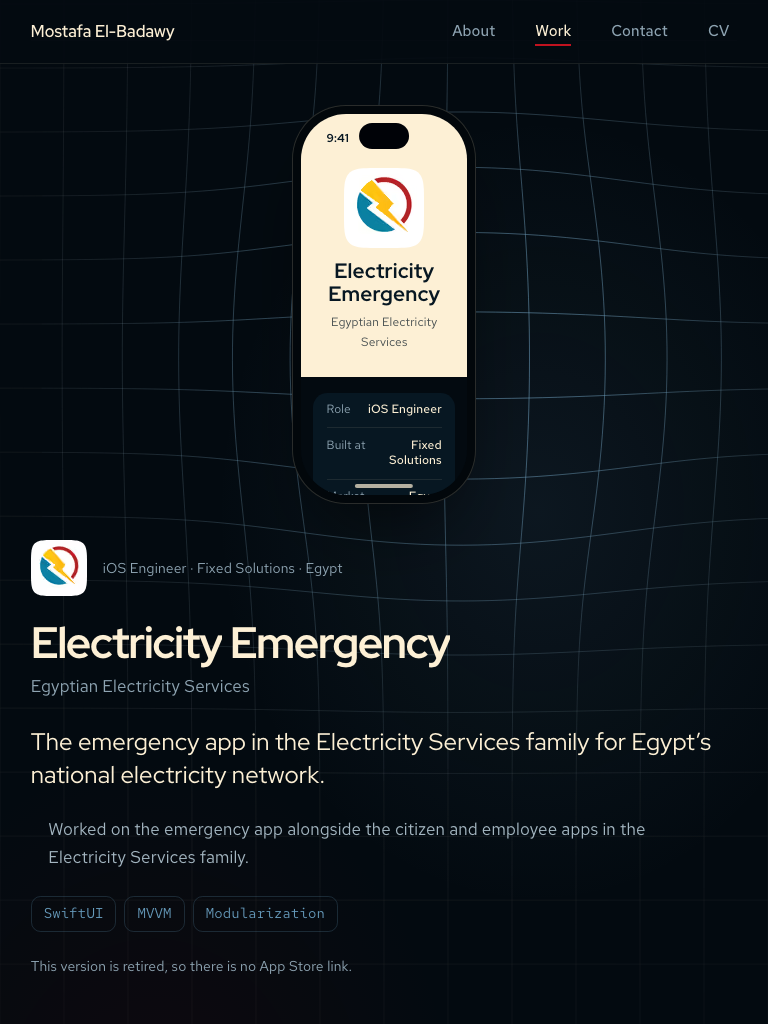 Mostafa El-Badawy
About
Work
Contact
CV
9:41
Electricity
Emergency
Egyptian Electricity
Services
Role iOS Engineer
Built at Fixed
Solutions
iOS Engineer · Fixed Solutions · Egypt
Electricity Emergency
Egyptian Electricity Services
The emergency app in the Electricity Services family for Egypt’s
national electricity network.
Worked on the emergency app alongside the citizen and employee apps in the
Electricity Services family.
SwiftUI
MVVM
Modularization
This version is retired, so there is no App Store link.